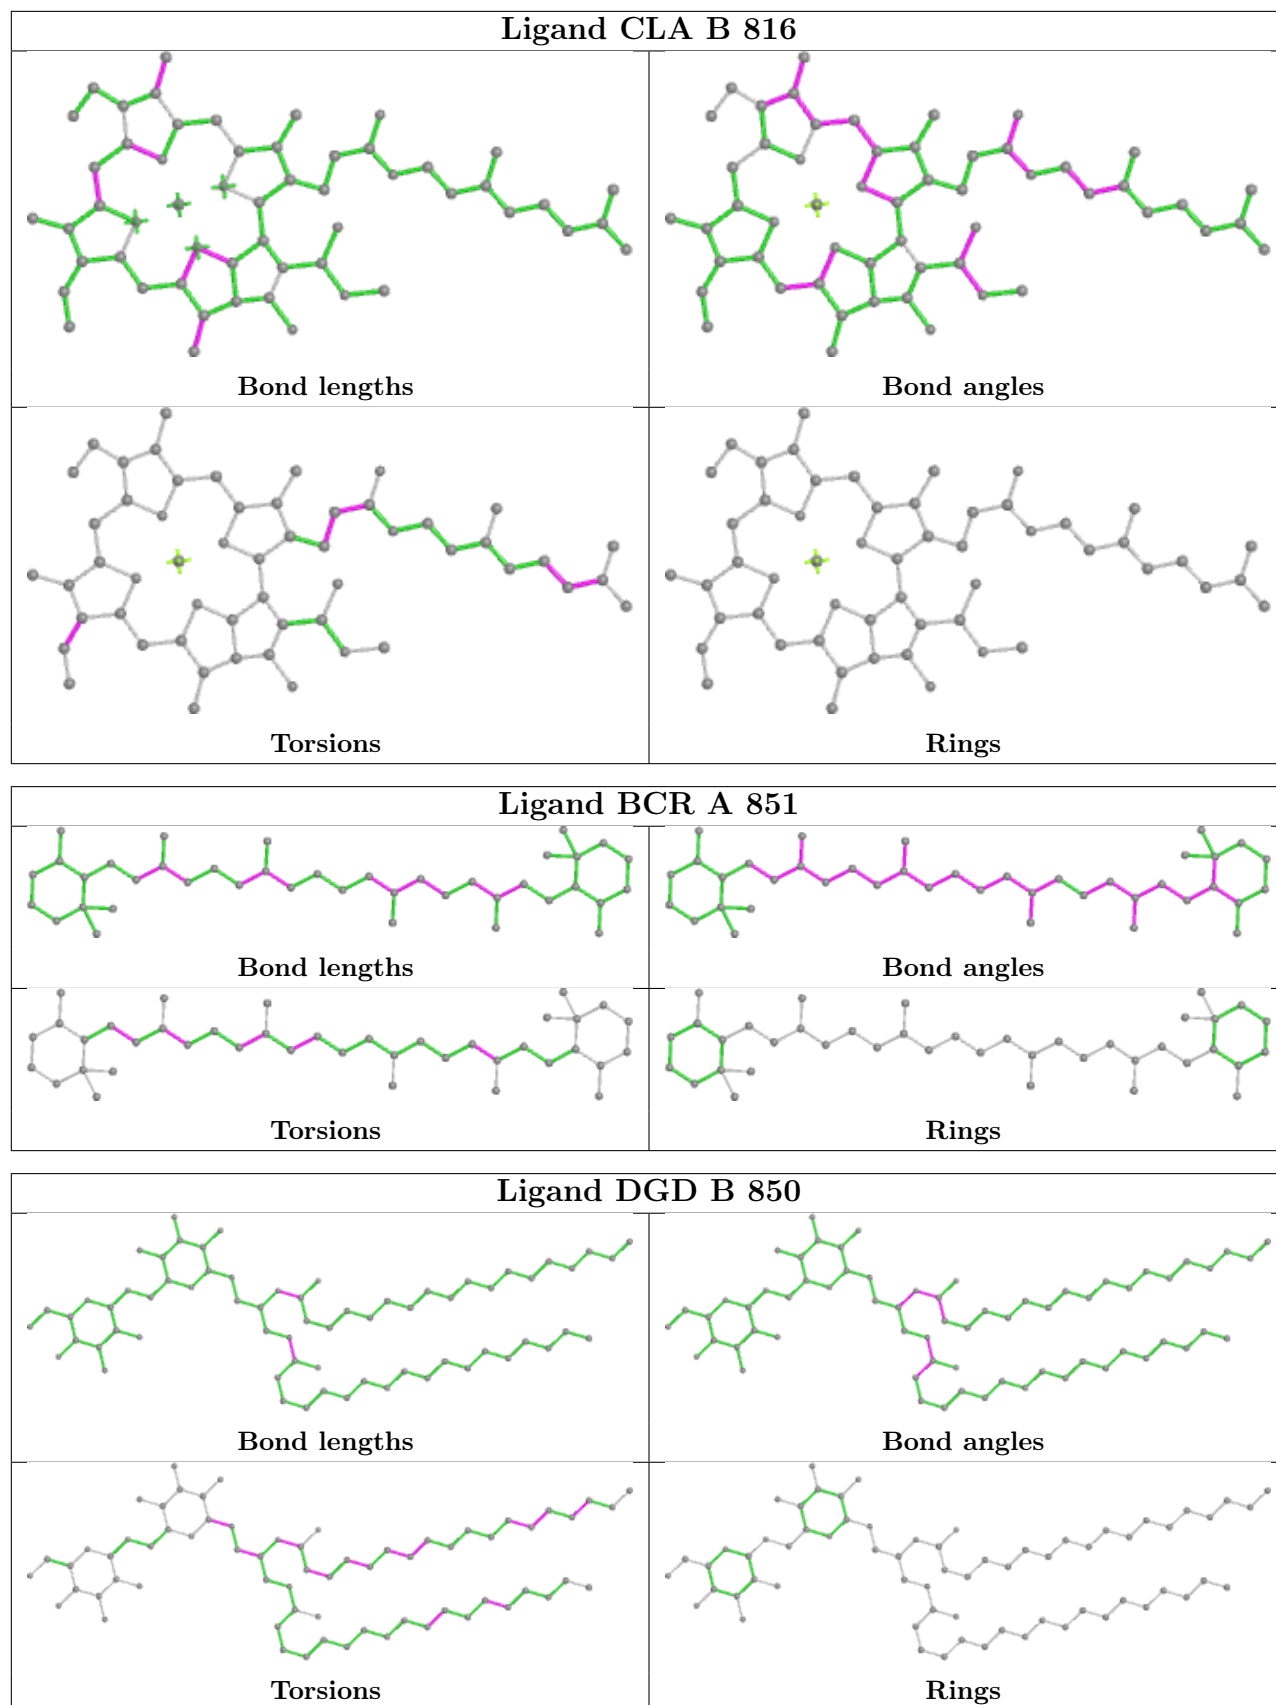 Ligand CLA B 816
Bond lengths
Bond angles
Torsions
Rings
Ligand BCR A 851
Bond lengths
Bond angles
Torsions
Rings
Ligand DGD B 850
Bond lengths
Bond angles
Torsions
Rings